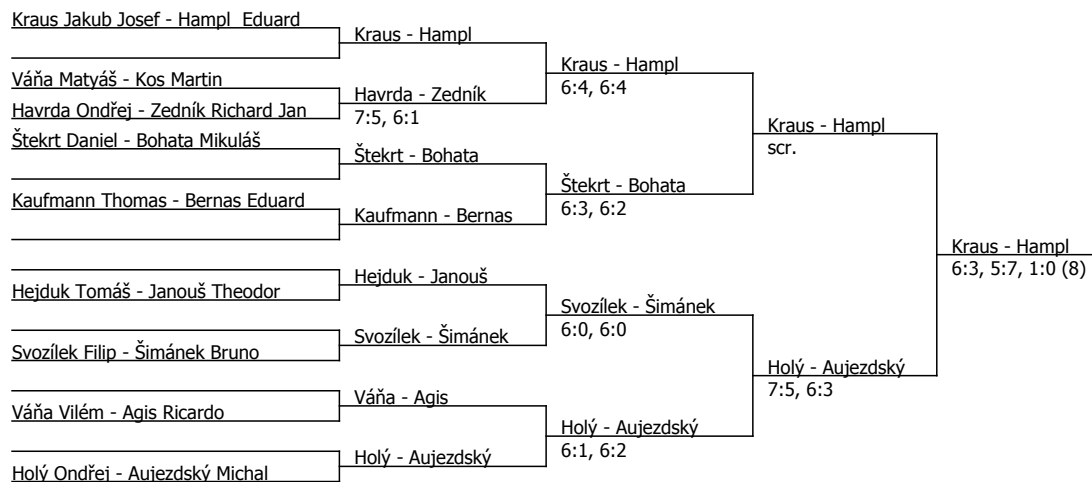 Kraus Jakub Josef - Hampl  Eduard
Kraus - Hampl
Kraus - Hampl
6:4, 6:4
Váňa Matyáš - Kos Martin
Havrda - Zedník
7:5, 6:1
Havrda Ondřej - Zedník Richard Jan
Kraus - Hampl
scr.
Štekrt Daniel - Bohata Mikuláš
Štekrt - Bohata
Štekrt - Bohata
6:3, 6:2
Kaufmann Thomas - Bernas Eduard
Kaufmann - Bernas
Kraus - Hampl
6:3, 5:7, 1:0 (8)
Hejduk - Janouš
Hejduk Tomáš - Janouš Theodor
Svozílek - Šimánek
6:0, 6:0
Svozílek - Šimánek
Svozílek Filip - Šimánek Bruno
Holý - Aujezdský
7:5, 6:3
Váňa - Agis
Váňa Vilém - Agis Ricardo
Holý - Aujezdský
6:1, 6:2
Holý - Aujezdský
Holý Ondřej - Aujezdský Michal